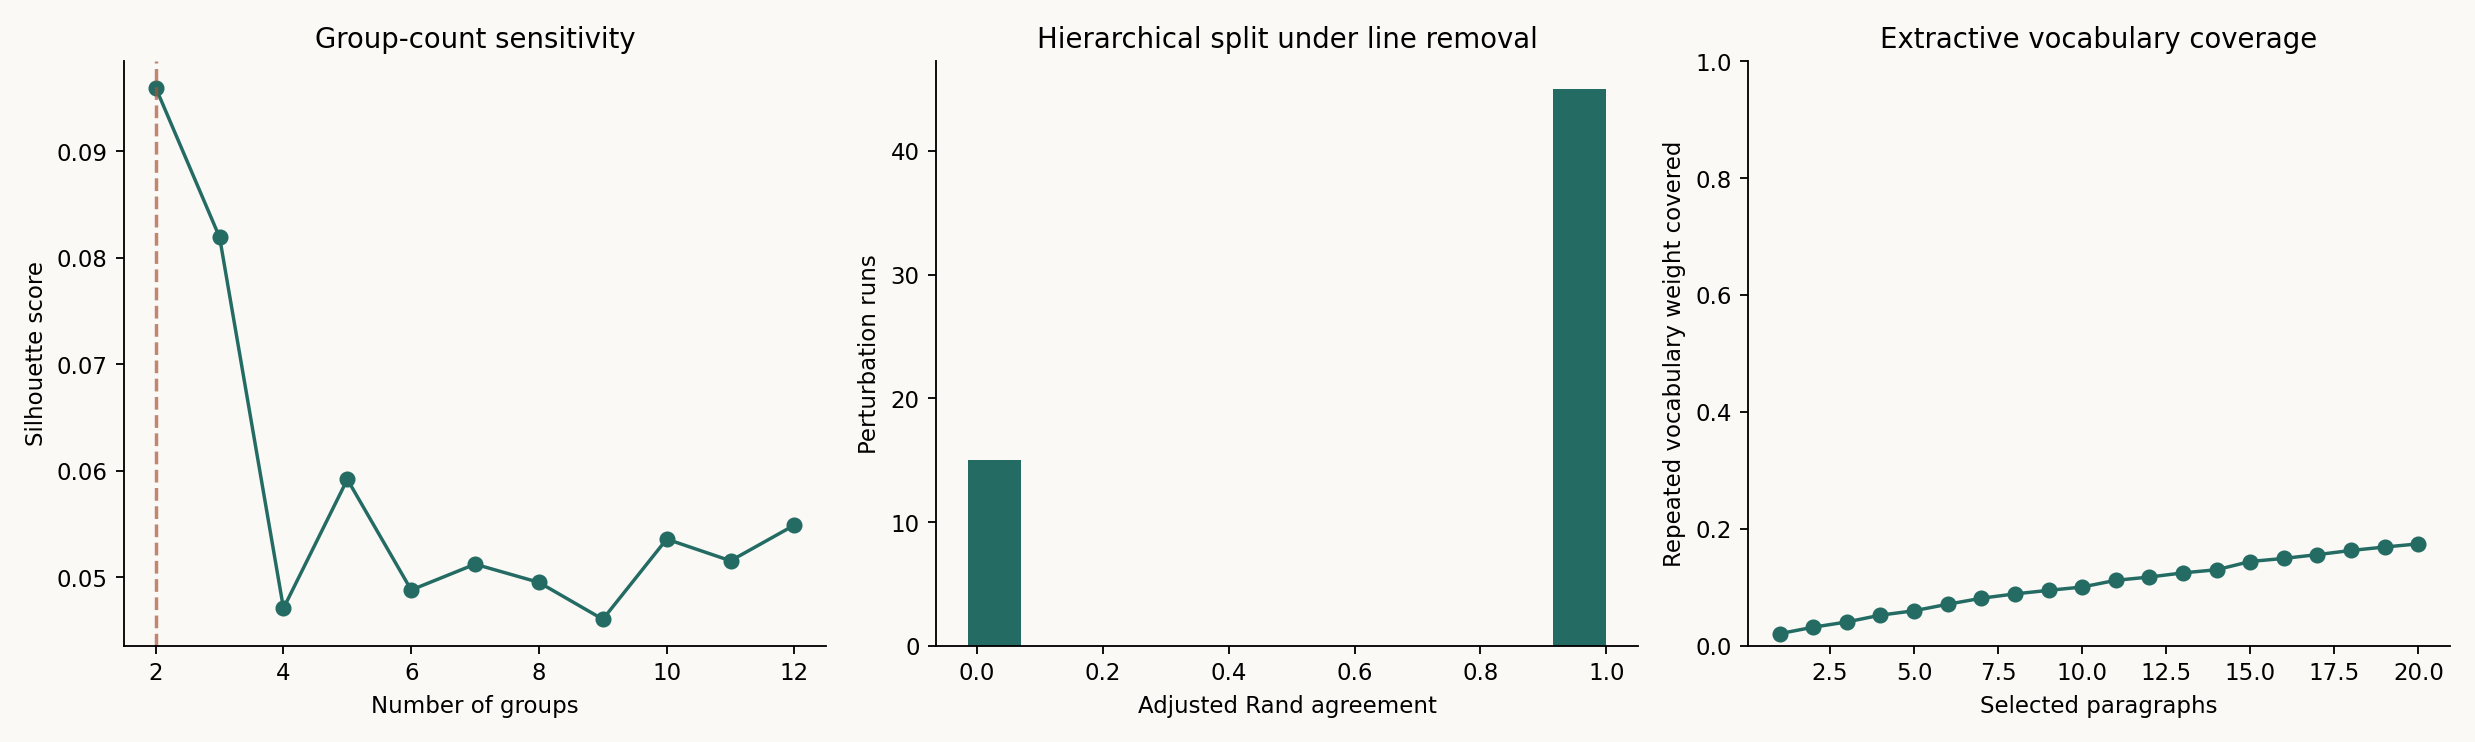 Group-count sensitivity
Silhouette score
0.09
0.08
0.07
0.06
0.05
2 4 6 8 10 12
Number of groups
Hierarchical split under line removal
Perturbation runs
40
30
20
10
0
0.0 0.2 0.4 0.6 0.8 1.0
Adjusted Rand agreement
Extractive vocabulary coverage
Repeated vocabulary weight covered
1.0
0.8
0.6
0.4
0.2
0.0
2.5 5.0 7.5 10.0 12.5 15.0 17.5 20.0
Selected paragraphs